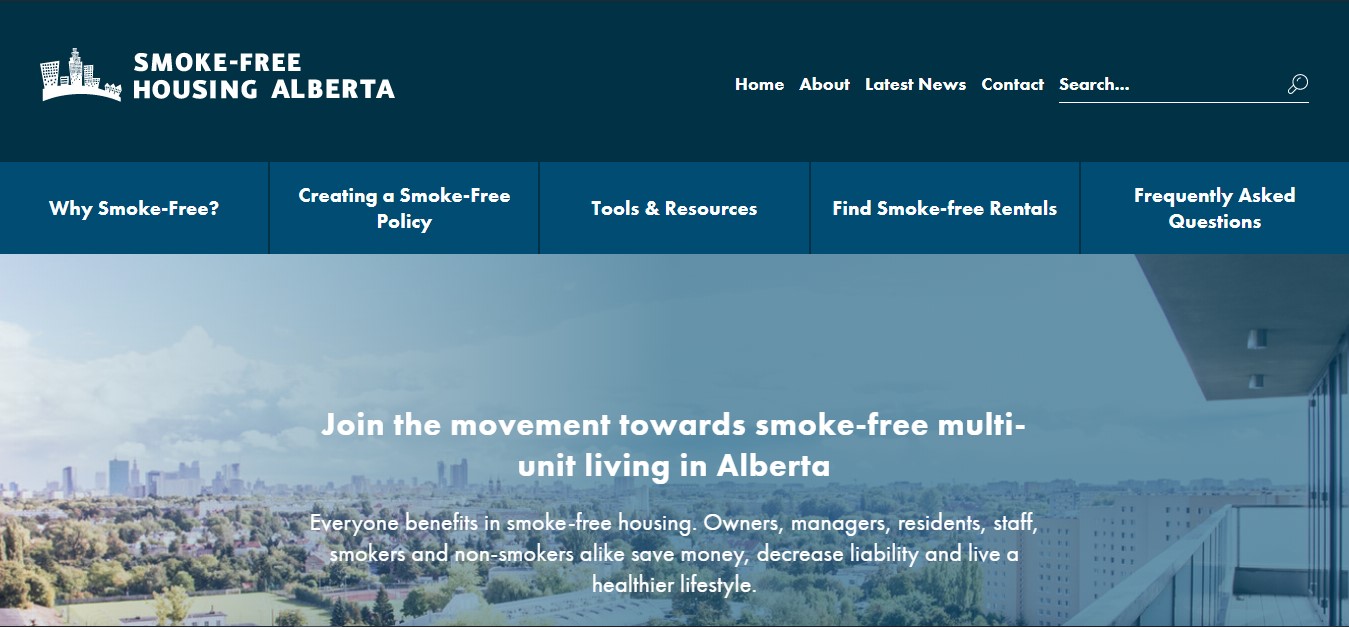 SMOKE-FREE
HOUSING ALBERTA
Home About Latest News Contact Search...
Why Smoke-Free?
Creating a Smoke-Free
Policy
Tools & Resources
Find Smoke-free Rentals
Frequently Asked
Questions
Join the movement towards smoke-free multi-
unit living in Alberta
Everyone benefits in smoke-free housing. Owners, managers, residents, staff,
smokers and non-smokers alike save money, decrease liability and live a
healthier lifestyle.